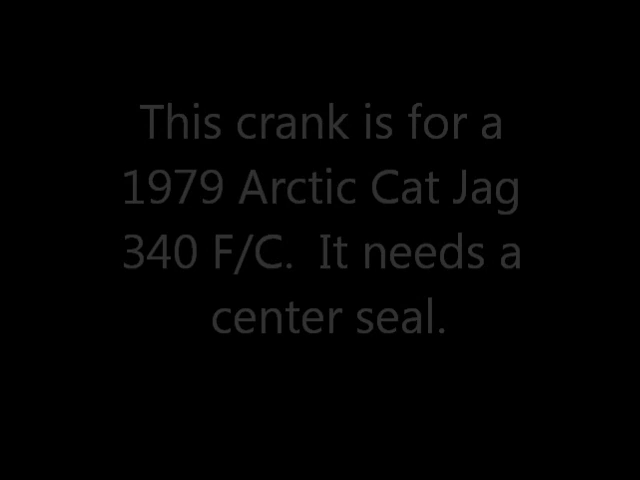 This crank is for a
1979 Arctic Cat Jag
340 F/C.  It needs a
center seal.